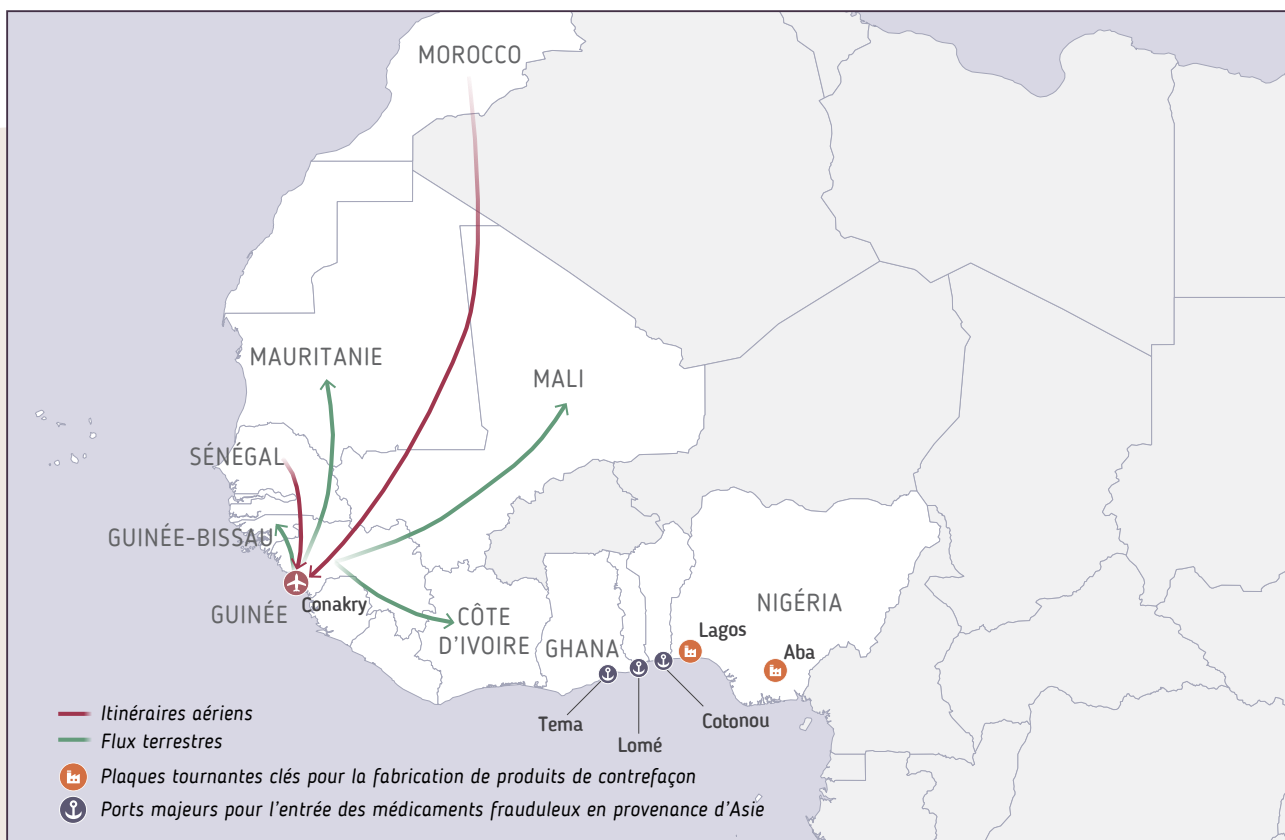 MOROCCO
MAURITANIE
MALI
SÉNÉGAL
GUINÉE-BISSAU
GUINÉE
Conakry
CÔTE
D'IVOIRE
GHANA
NIGÉRIA
Lagos
Aba
Tema
Lomé
Cotonou
Itinéraires aériens
Flux terrestres
Plaques tournantes clés pour la fabrication de produits de contrefaçon
Ports majeurs pour l'entrée des médicaments frauduleux en provenance d'Asie